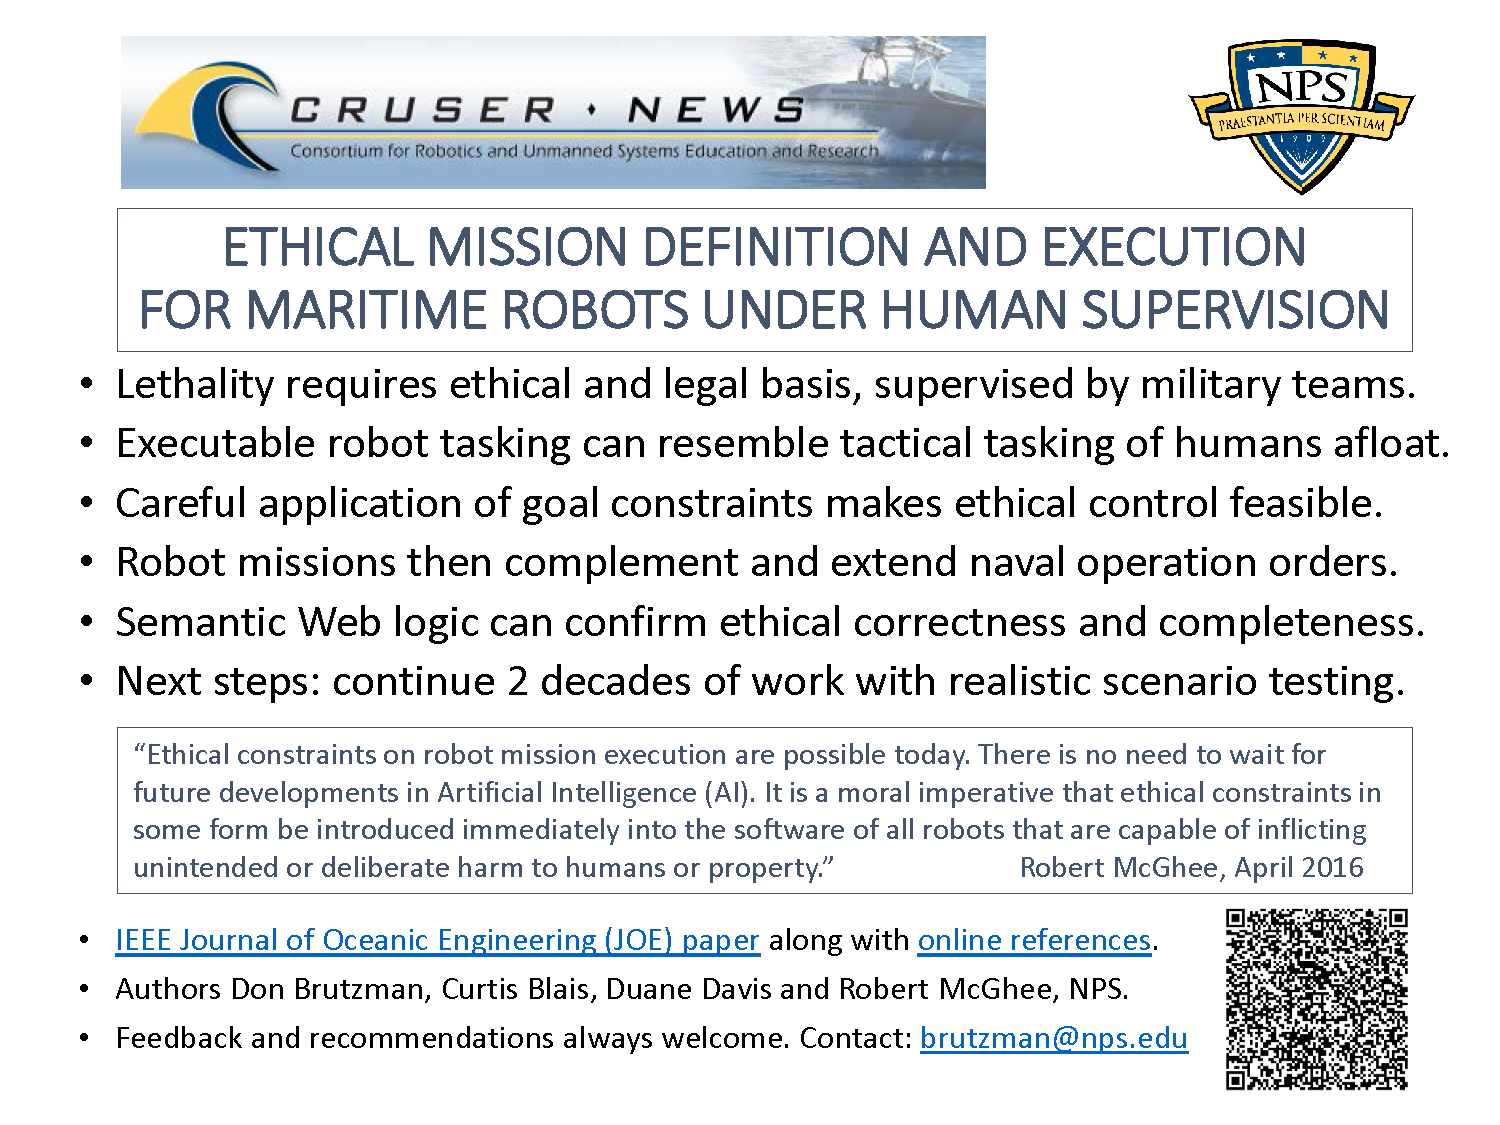 CRUSER • NEWS
Consortium for Robotics and Unmanned Systems Education and Research
NPS
PRAESTANTIA PER SCIENTIAM
1909
ETHICAL MISSION DEFINITION AND EXECUTION
FOR MARITIME ROBOTS UNDER HUMAN SUPERVISION
• Lethality requires ethical and legal basis, supervised by military teams.
• Executable robot tasking can resemble tactical tasking of humans afloat.
• Careful application of goal constraints makes ethical control feasible.
• Robot missions then complement and extend naval operation orders.
• Semantic Web logic can confirm ethical correctness and completeness.
• Next steps: continue 2 decades of work with realistic scenario testing.
“Ethical constraints on robot mission execution are possible today. There is no need to wait for
future developments in Artificial Intelligence (AI). It is a moral imperative that ethical constraints in
some form be introduced immediately into the software of all robots that are capable of inflicting
unintended or deliberate harm to humans or property.” Robert McGhee, April 2016
• IEEE Journal of Oceanic Engineering (JOE) paper along with online references.
• Authors Don Brutzman, Curtis Blais, Duane Davis and Robert McGhee, NPS.
• Feedback and recommendations always welcome. Contact: brutzman@nps.edu